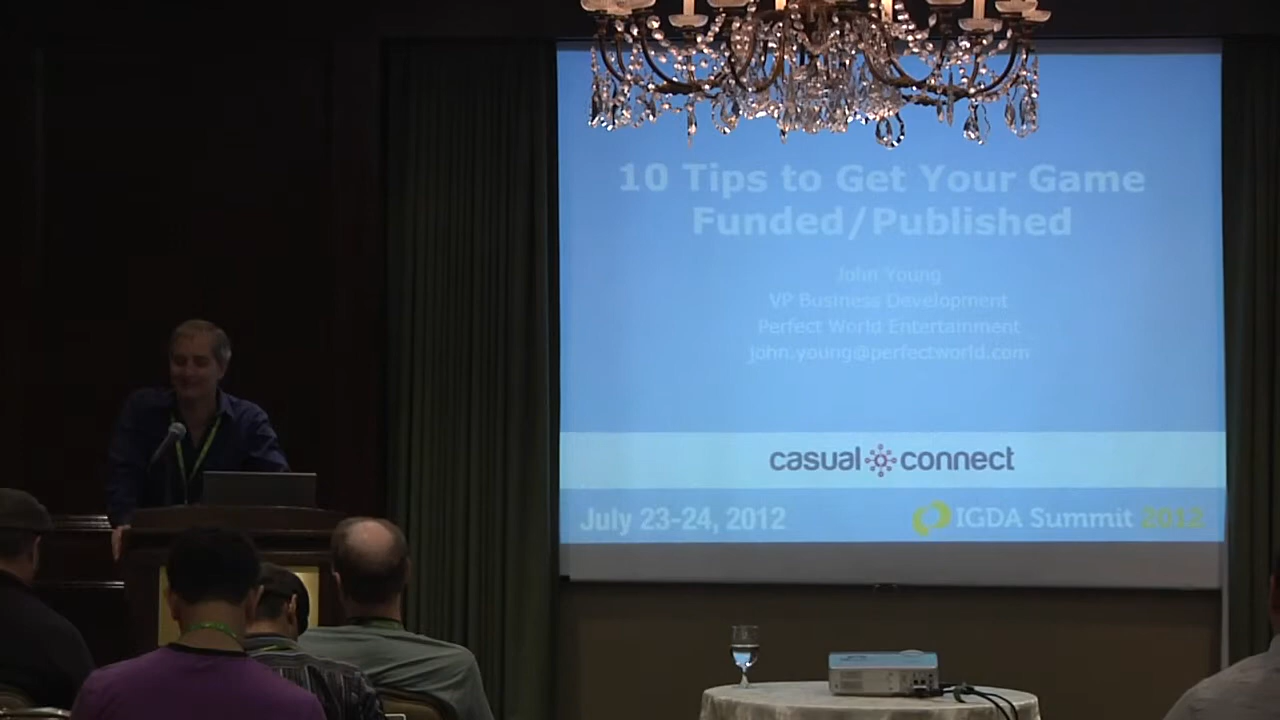 10 Tips to Get Your Game
Funded/Published
John Young
VP Business Development
Perfect World Entertainment
john.young@perfectworld.com
casual connect
July 23-24, 2012
IGDA Summit 2012